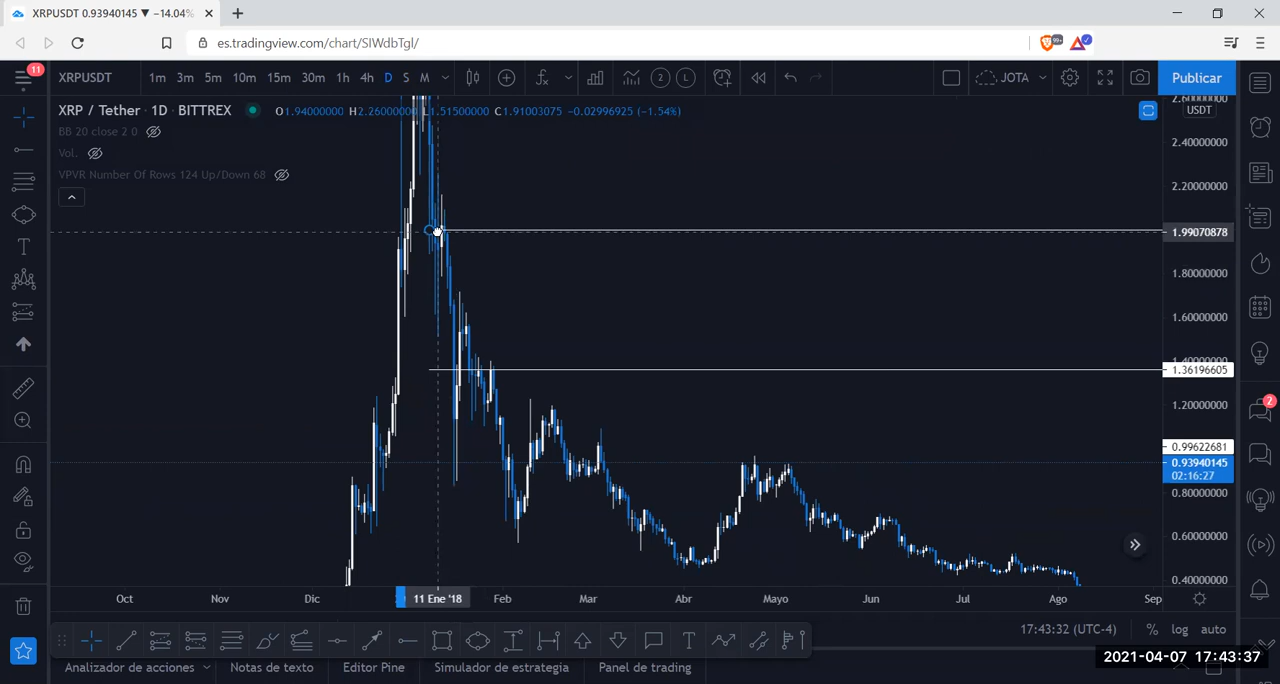 XRPUSDT 0.93940145 ▼ −14.04%
es.tradingview.com/chart/SIWdbTgl/
99+
11
XRPUSDT 1m 3m 5m 10m 15m 30m 1h 4h D S M 2 L JOTA Publicar
XRP / Tether · 1D · BITTREX O1.94000000 H2.26000000 L1.51500000 C1.91003075 -0.02996925 (−1.54%)
BB 20 close 2 0
Vol.
VPVR Number Of Rows 124 Up/Down 68
USDT
2.40000000
2.20000000
1.99070878
1.80000000
1.60000000
1.40000000
1.36196605
1.20000000
0.99622681
0.93940145
02:16:27
0.80000000
0.60000000
0.40000000
2
Oct Nov Dic 11 Ene '18 Feb Mar Abr Mayo Jun Jul Ago Sep
17:43:32 (UTC-4) % log auto
Analizador de acciones Notas de texto Editor Pine Simulador de estrategia Panel de trading
2021-04-07 17:43:37